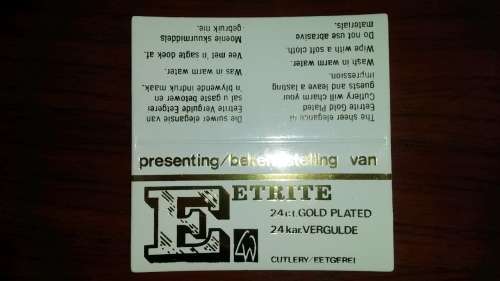 presenting/bekendstelling van
EETRITE
24 ct. GOLD PLATED
24 kar. VERGULDE
CUTLERY/EETGEREI
The sheer elegance of
Eetrite Gold Plated
Cutlery will charm your
guests and leave a lasting
impression.
Wash in warm water.
Wipe with a soft cloth.
Do not use abrasive
materials.
Die suiwer elegansie van
Eetrite Vergulde Eetgerei
sal u gaste betower en
'n blywende indruk maak.
Was in warm water.
Vee met 'n sagte doek af.
Moenie skuurmiddels
gebruik nie.